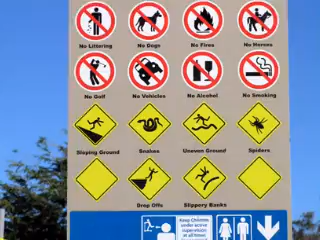 No Littering No Dogs No Fires No Horses
No Golf No Vehicles No Alcohol No Smoking
Sloping Ground Snakes Uneven Ground Spiders
Drop Offs Slippery Banks
Keep Children
under active
supervision
at all times